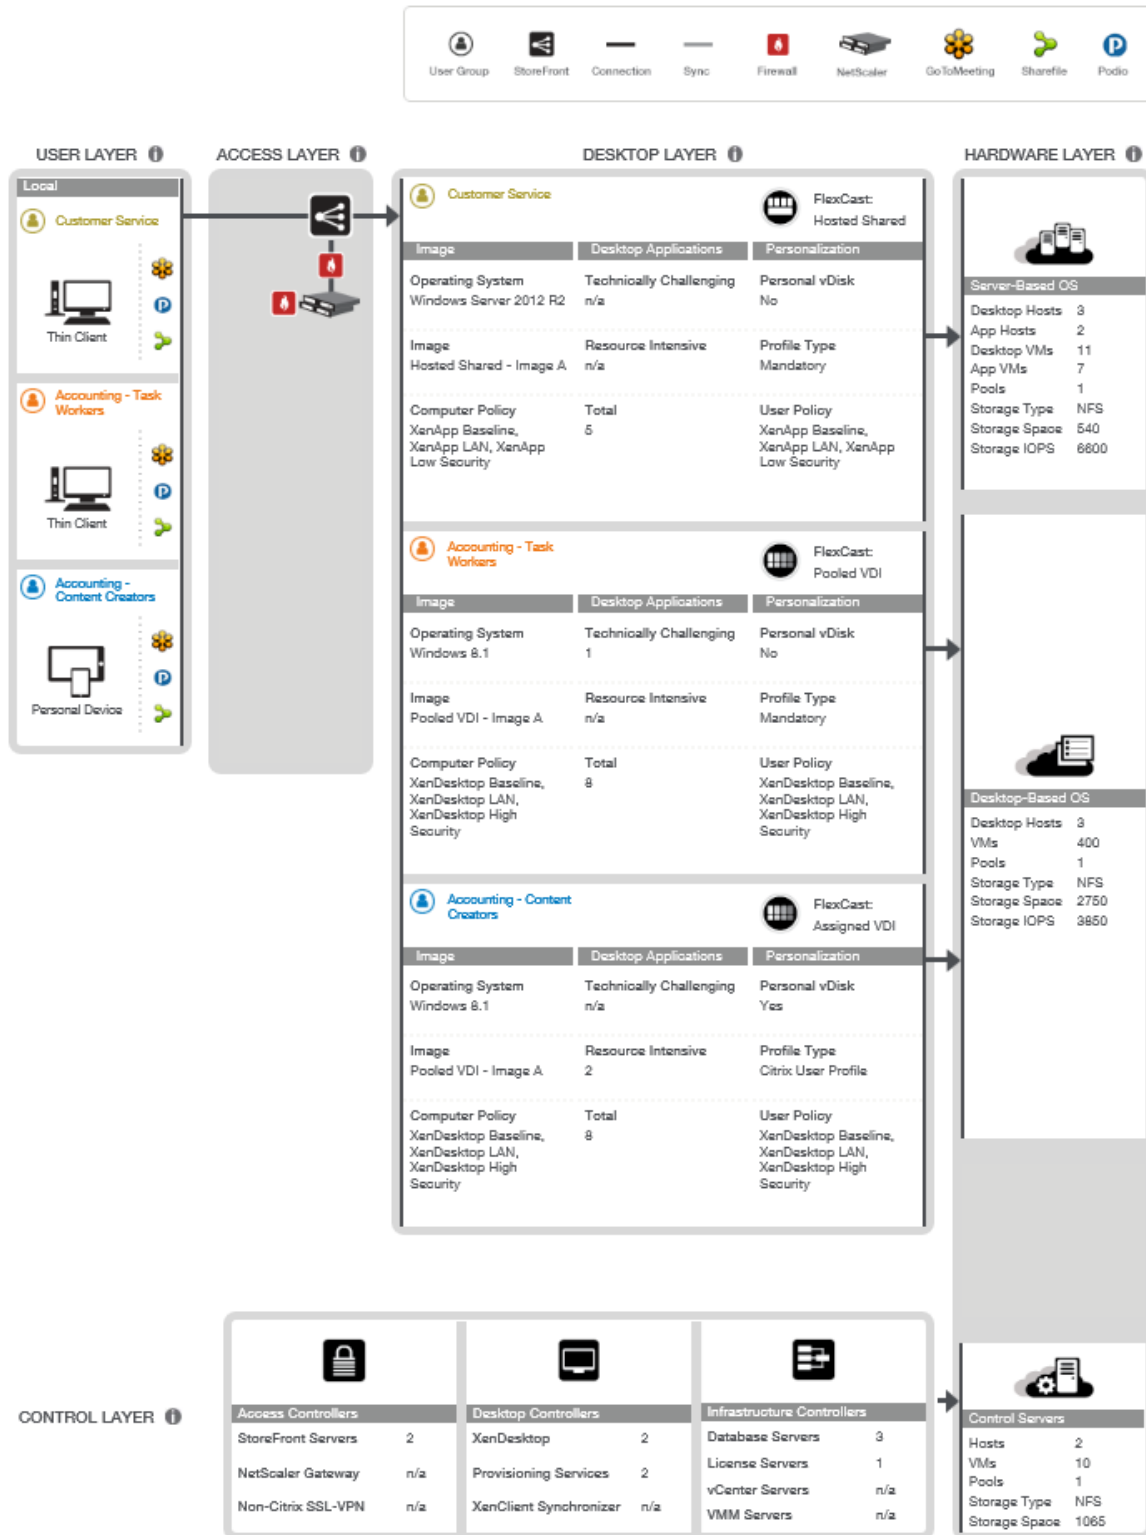 User Group
StoreFront
Connection
Sync
Firewall
NetScaler
GoToMeeting
Sharefile
Podio
USER LAYER
ACCESS LAYER
DESKTOP LAYER
HARDWARE LAYER
Local
Customer Service
Thin Client
Accounting - Task
Workers
Thin Client
Accounting -
Content Creators
Personal Device
Customer Service
FlexCast:
Hosted Shared
Image
Desktop Applications
Personalization
Operating System
Windows Server 2012 R2
Technically Challenging
n/a
Personal vDisk
No
Image
Hosted Shared - Image A
Resource Intensive
n/a
Profile Type
Mandatory
Computer Policy
XenApp Baseline,
XenApp LAN, XenApp
Low Security
Total
5
User Policy
XenApp Baseline,
XenApp LAN, XenApp
Low Security
Accounting - Task
Workers
FlexCast:
Pooled VDI
Image
Desktop Applications
Personalization
Operating System
Windows 8.1
Technically Challenging
1
Personal vDisk
No
Image
Pooled VDI - Image A
Resource Intensive
n/a
Profile Type
Mandatory
Computer Policy
XenDesktop Baseline,
XenDesktop LAN,
XenDesktop High
Security
Total
8
User Policy
XenDesktop Baseline,
XenDesktop LAN,
XenDesktop High
Security
Accounting - Content
Creators
FlexCast:
Assigned VDI
Image
Desktop Applications
Personalization
Operating System
Windows 8.1
Technically Challenging
n/a
Personal vDisk
Yes
Image
Pooled VDI - Image A
Resource Intensive
2
Profile Type
Citrix User Profile
Computer Policy
XenDesktop Baseline,
XenDesktop LAN,
XenDesktop High
Security
Total
8
User Policy
XenDesktop Baseline,
XenDesktop LAN,
XenDesktop High
Security
Server-Based OS
Desktop Hosts 3
App Hosts 2
Desktop VMs 11
App VMs 7
Pools 1
Storage Type NFS
Storage Space 540
Storage IOPS 6600
Desktop-Based OS
Desktop Hosts 3
VMs 400
Pools 1
Storage Type NFS
Storage Space 2750
Storage IOPS 3850
CONTROL LAYER
Access Controllers
StoreFront Servers 2
NetScaler Gateway n/a
Non-Citrix SSL-VPN n/a
Desktop Controllers
XenDesktop 2
Provisioning Services 2
XenClient Synchronizer n/a
Infrastructure Controllers
Database Servers 3
License Servers 1
vCenter Servers n/a
VMM Servers n/a
Control Servers
Hosts 2
VMs 10
Pools 1
Storage Type NFS
Storage Space 1065